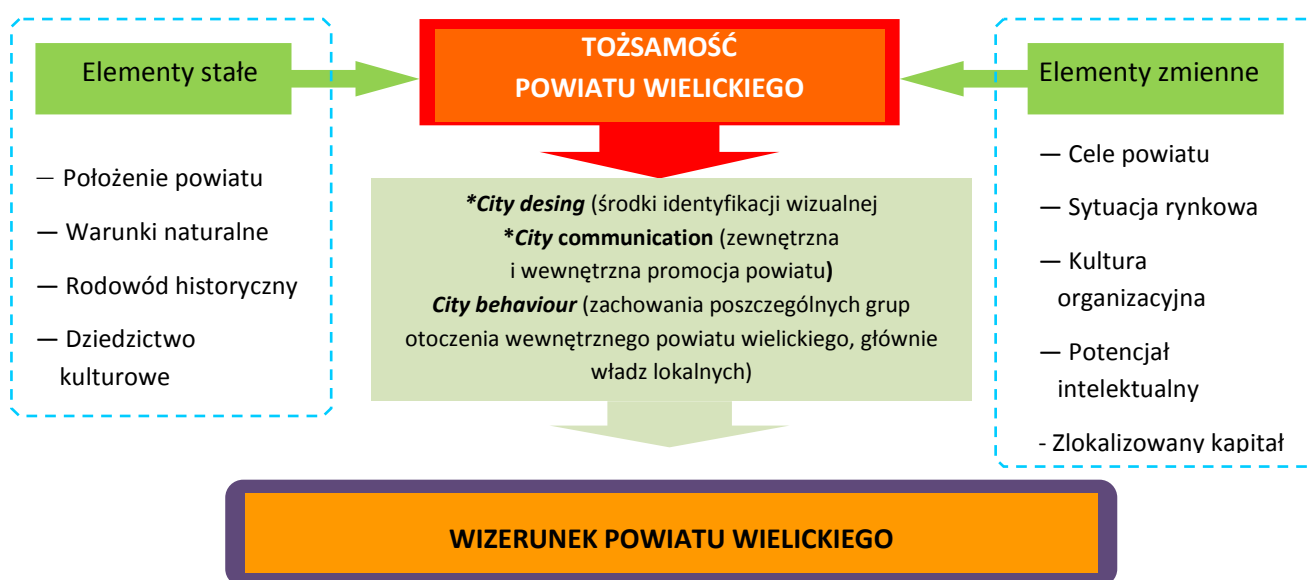 Elementy stałe
— Położenie powiatu
— Warunki naturalne
— Rodowód historyczny
— Dziedzictwo
kulturowe
TOŻSAMOŚĆ
POWIATU WIELICKIEGO
*City desing (środki identyfikacji wizualnej
*City communication (zewnętrzna
i wewnętrzna promocja powiatu)
City behaviour (zachowania poszczególnych grup
otoczenia wewnętrznego powiatu wielickiego, głównie
władz lokalnych)
Elementy zmienne
— Cele powiatu
— Sytuacja rynkowa
— Kultura
organizacyjna
— Potencjał
intelektualny
- Zlokalizowany kapitał
WIZERUNEK POWIATU WIELICKIEGO